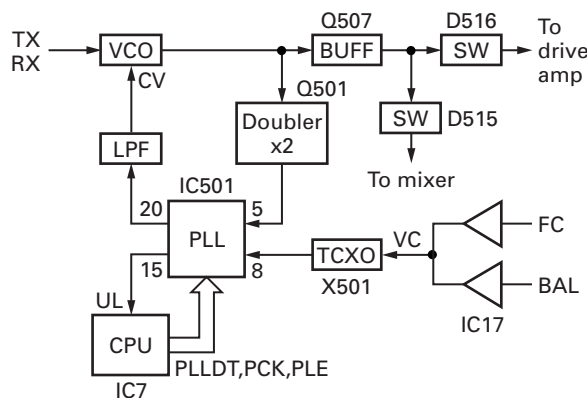 TX
RX
VCO
CV
Q507
BUFF
D516
SW
To
drive
amp
Q501
Doubler
x2
SW
D515
To mixer
LPF
IC501
20
5
PLL
15
8
VC
TCXO
X501
FC
BAL
IC17
UL
CPU
IC7
PLLDT,PCK,PLE